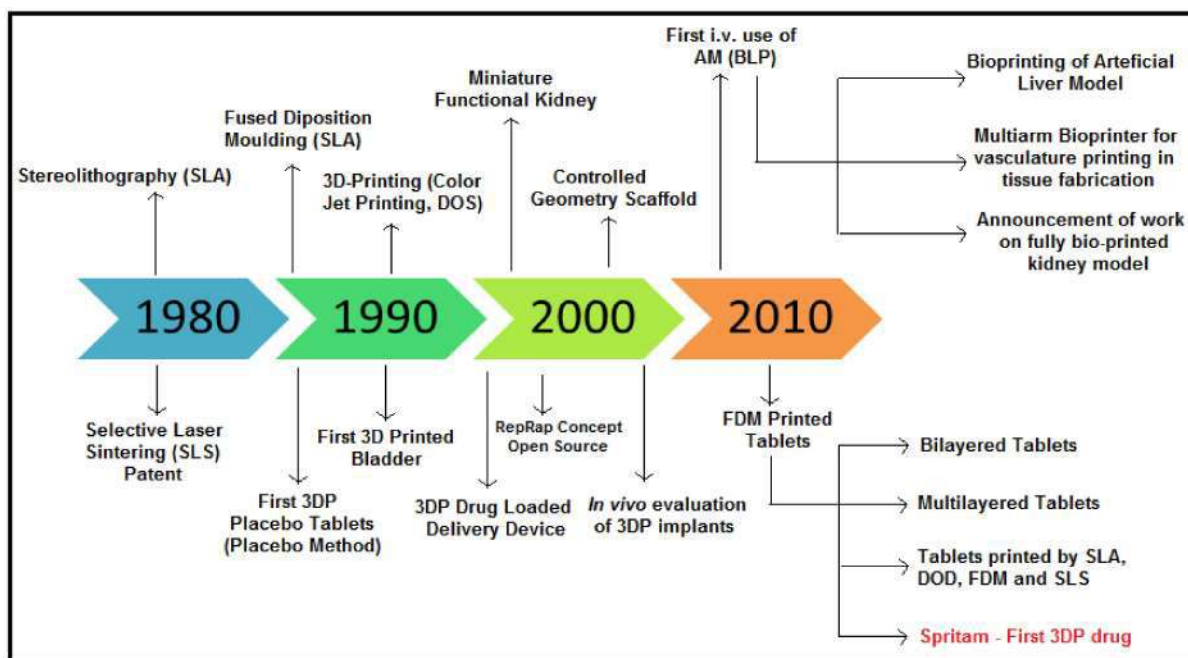 First i.v. use of
AM (BLP)
Bioprinting of Arteficial
Liver Model
Miniature
Functional Kidney
Fused Diposition
Moulding (SLA)
Multiarm Bioprinter for
vasculature printing in
tissue fabrication
Stereolithography (SLA)
3D-Printing (Color
Jet Printing, DOS)
Controlled
Geometry Scaffold
Announcement of work
on fully bio-printed
kidney model
1980
1990
2000
2010
Selective Laser
Sintering (SLS)
Patent
First 3D Printed
Bladder
RepRap Concept
Open Source
FDM Printed
Tablets
Bilayered Tablets
First 3DP
Placebo Tablets
(Placebo Method)
3DP Drug Loaded
Delivery Device
In vivo evaluation
of 3DP implants
Multilayered Tablets
Tablets printed by SLA,
DOD, FDM and SLS
Spritam - First 3DP drug